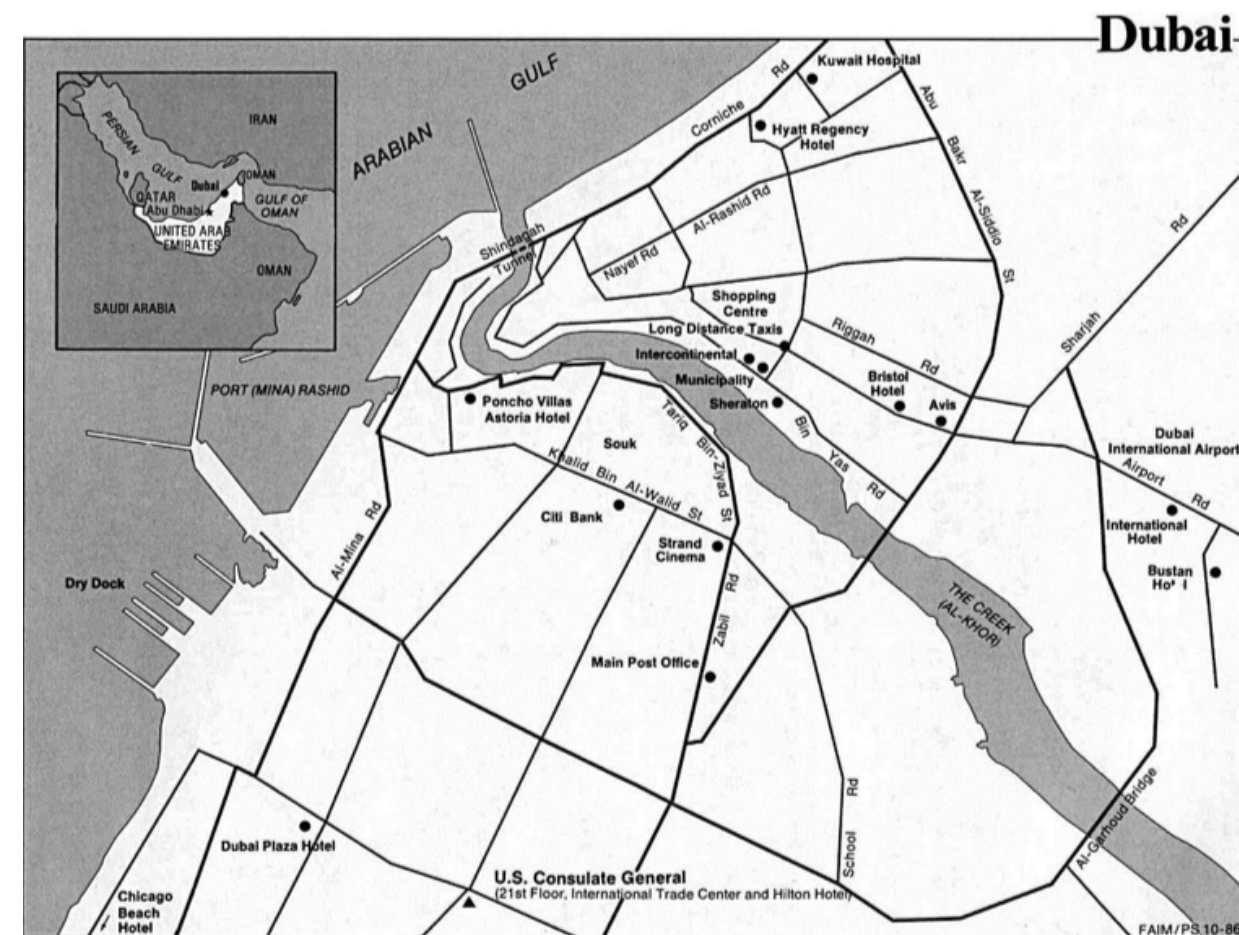 Dubai
GULF
ARABIAN
Kuwait Hospital
Corniche Rd
Hyatt Regency
Hotel
Abu Bakr Al-Siddio St
IRAN
PERSIAN
GULF
OMAN
Dubai
QATAR
Abu Dhabi
GULF OF
OMAN
UNITED ARAB
EMIRATES
OMAN
SAUDI ARABIA
Al-Rashid Rd
Nayef Rd
Shindagah
Tunnel
Sharjah Rd
Shopping
Centre
Long Distance Taxis
Riggah Rd
Intercontinental
Municipality
Sheraton
Bristol
Hotel
Avis
Bin Yas Rd
PORT (MINA) RASHID
Poncho Villas
Astoria Hotel
Tariq Bin-Ziyad St
Souk
Khalid Bin Al-Walid St
Citi Bank
Strand
Cinema
Dubai
International Airport
Airport Rd
International
Hotel
Bustan
Al-Mina Rd
Dry Dock
Zabil Rd
THE CREEK
(AL-KHOR)
Main Post Office
School Rd
Al-Garhoud Bridge
Dubai Plaza Hotel
U.S. Consulate General
(21st Floor, International Trade Center and Hilton Hotel)
Chicago
Beach
Hotel
FAIM/PS 10-86